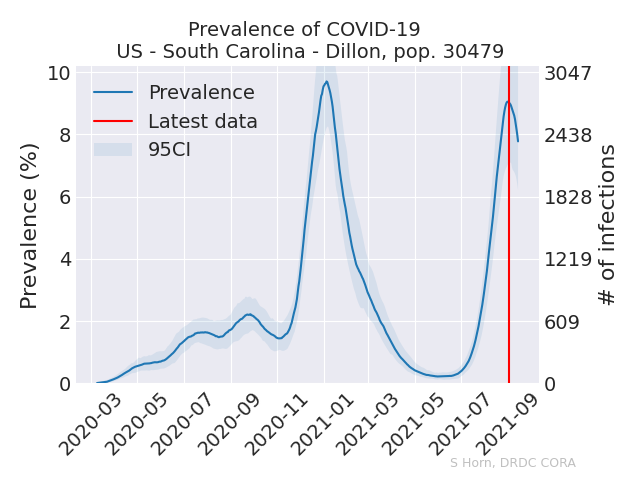 Prevalence of COVID-19
US - South Carolina - Dillon, pop. 30479
Prevalence
Latest data
95CI
Prevalence (%)
10
8
6
4
2
0
3047
2438
1828
1219
609
0
# of infections
2020-03
2020-05
2020-07
2020-09
2020-11
2021-01
2021-03
2021-05
2021-07
2021-09
S Horn, DRDC CORA